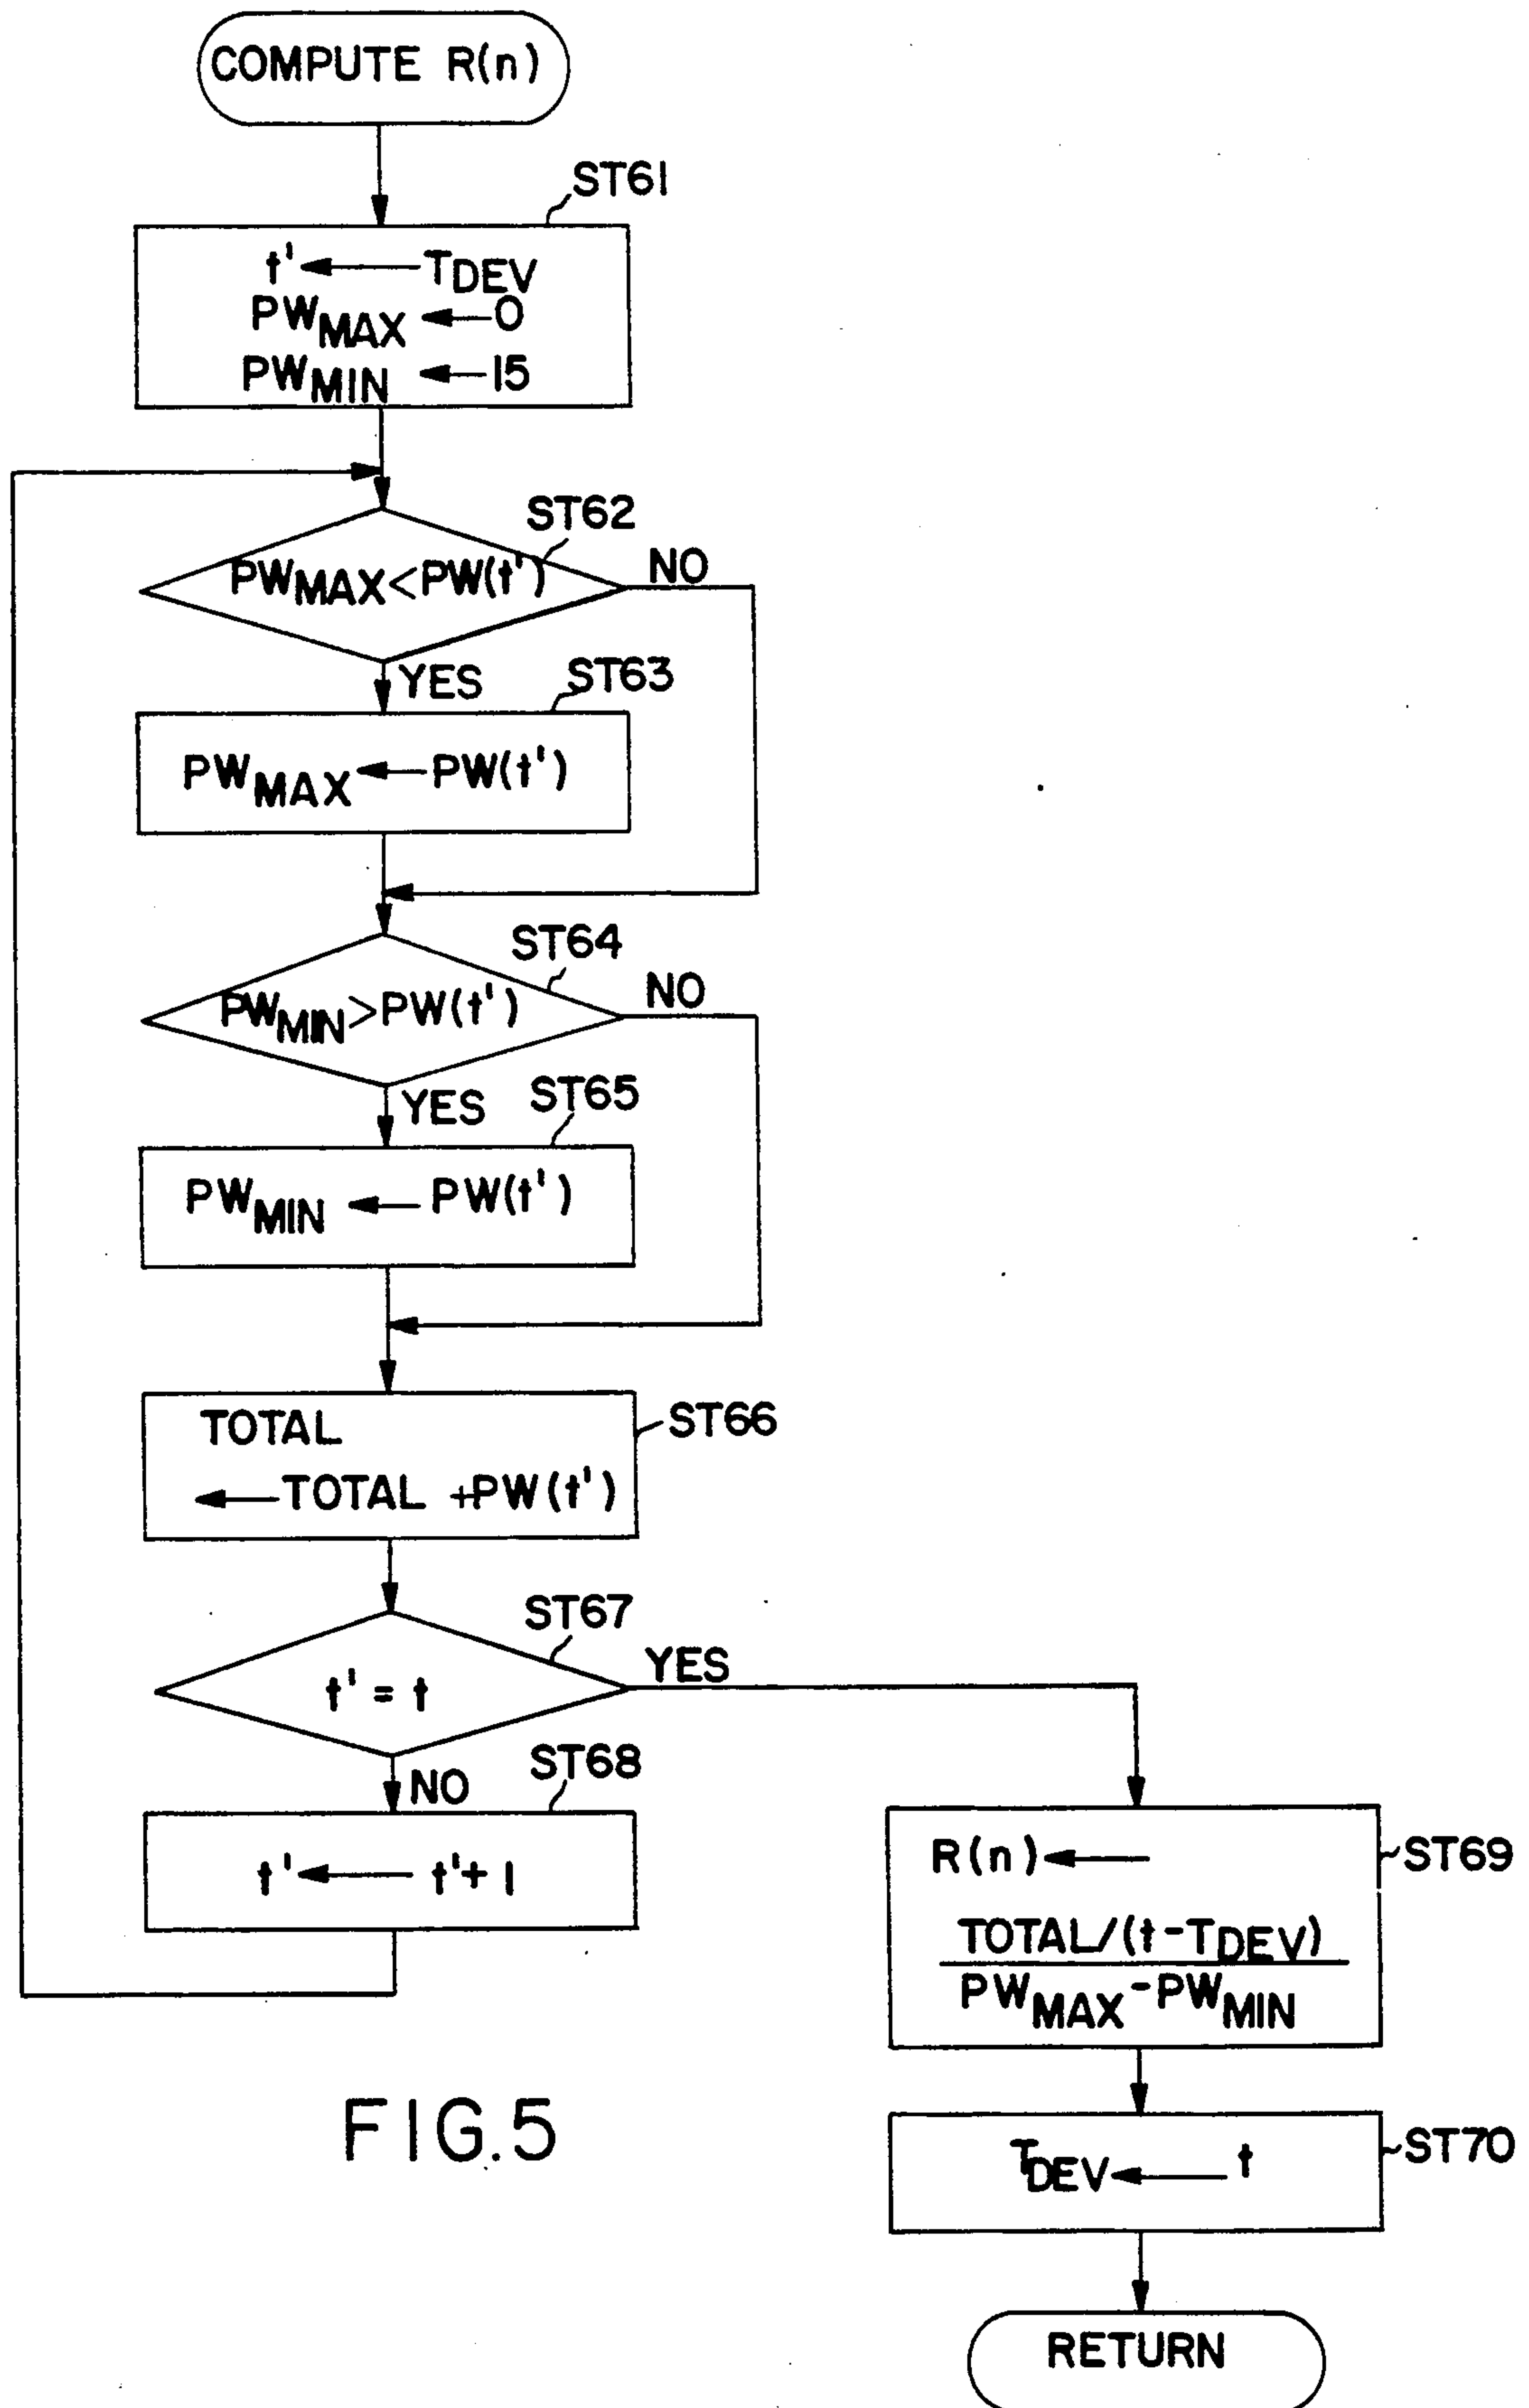 COMPUTE R(n)
ST61
t' ← TDEV
PWMAX ← 0
PWMIN ← 15
ST62
PWMAX < PW(t')
NO
YES
ST63
PWMAX ← PW(t')
ST64
PWMIN > PW(t')
NO
YES
ST65
PWMIN ← PW(t')
TOTAL
← TOTAL + PW(t')
ST66
ST67
t' = t
YES
NO
ST68
t' ← t' + 1
R(n) ←
TOTAL/(t - TDEV)
PWMAX - PWMIN
ST69
TDEV ← t
ST70
RETURN
FIG.5